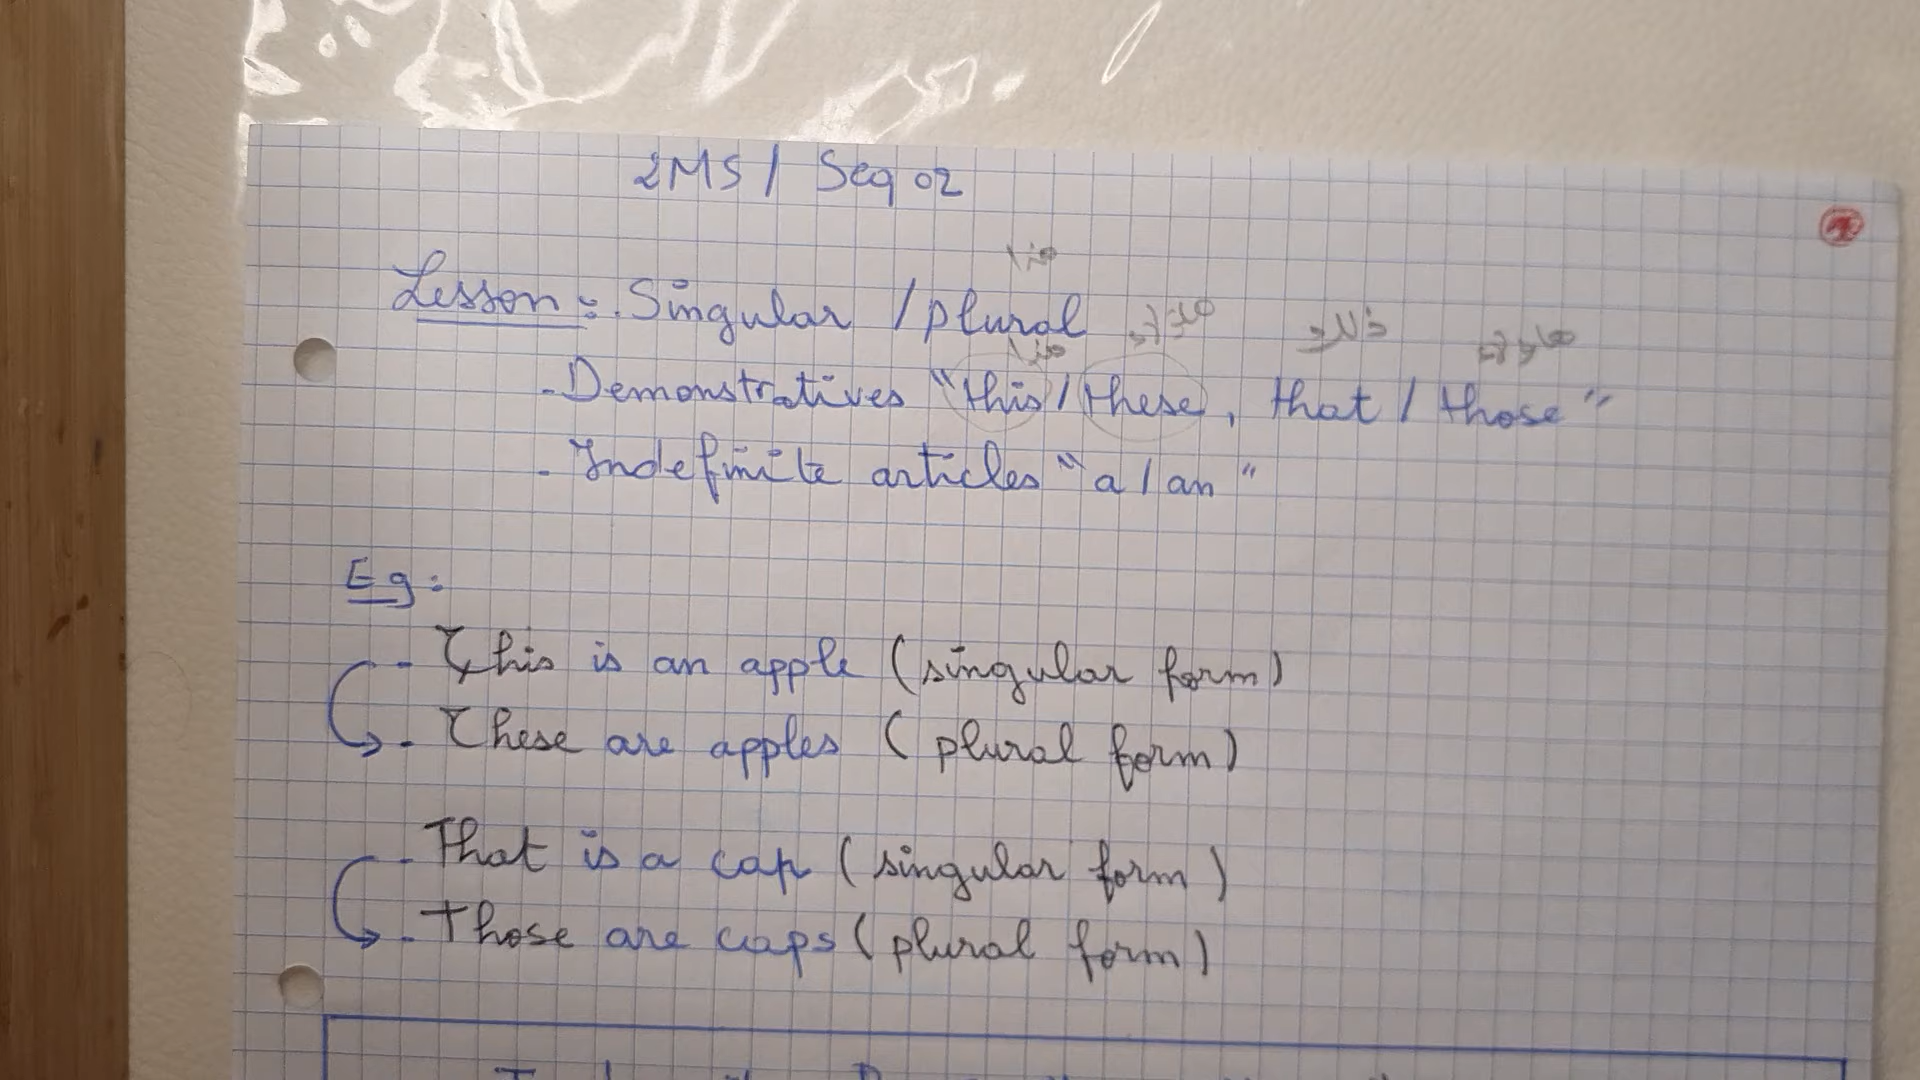 2MS / Seq 02
Lesson: Singular / plural
- Demonstratives "this / these, that / those"
- Indefinite articles "a / an"
Eg:
- This is an apple (singular form)
- These are apples (plural form)
- That is a cap (singular form)
- Those are caps (plural form)